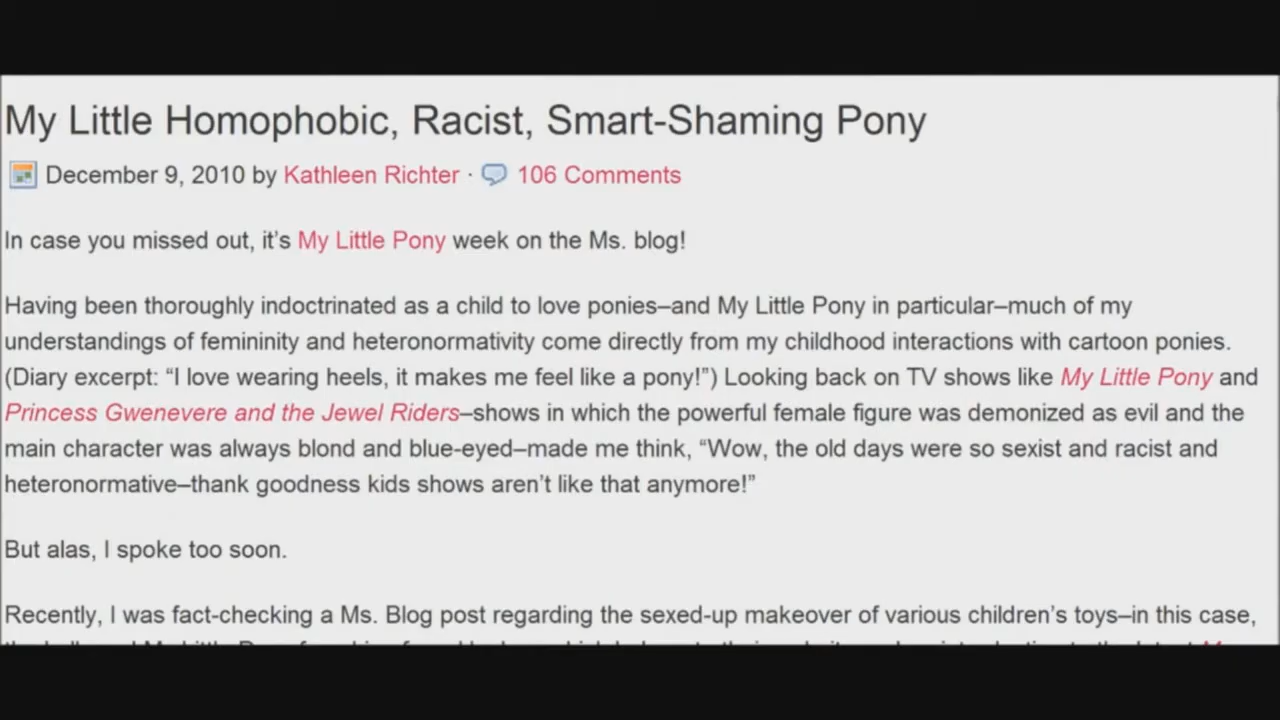 My Little Homophobic, Racist, Smart-Shaming Pony
December 9, 2010 by Kathleen Richter · 106 Comments
In case you missed out, it’s My Little Pony week on the Ms. blog!
Having been thoroughly indoctrinated as a child to love ponies–and My Little Pony in particular–much of my
understandings of femininity and heteronormativity come directly from my childhood interactions with cartoon ponies.
(Diary excerpt: “I love wearing heels, it makes me feel like a pony!”) Looking back on TV shows like My Little Pony and
Princess Gwenevere and the Jewel Riders–shows in which the powerful female figure was demonized as evil and the
main character was always blond and blue-eyed–made me think, “Wow, the old days were so sexist and racist and
heteronormative–thank goodness kids shows aren’t like that anymore!”
But alas, I spoke too soon.
Recently, I was fact-checking a Ms. Blog post regarding the sexed-up makeover of various children’s toys–in this case,